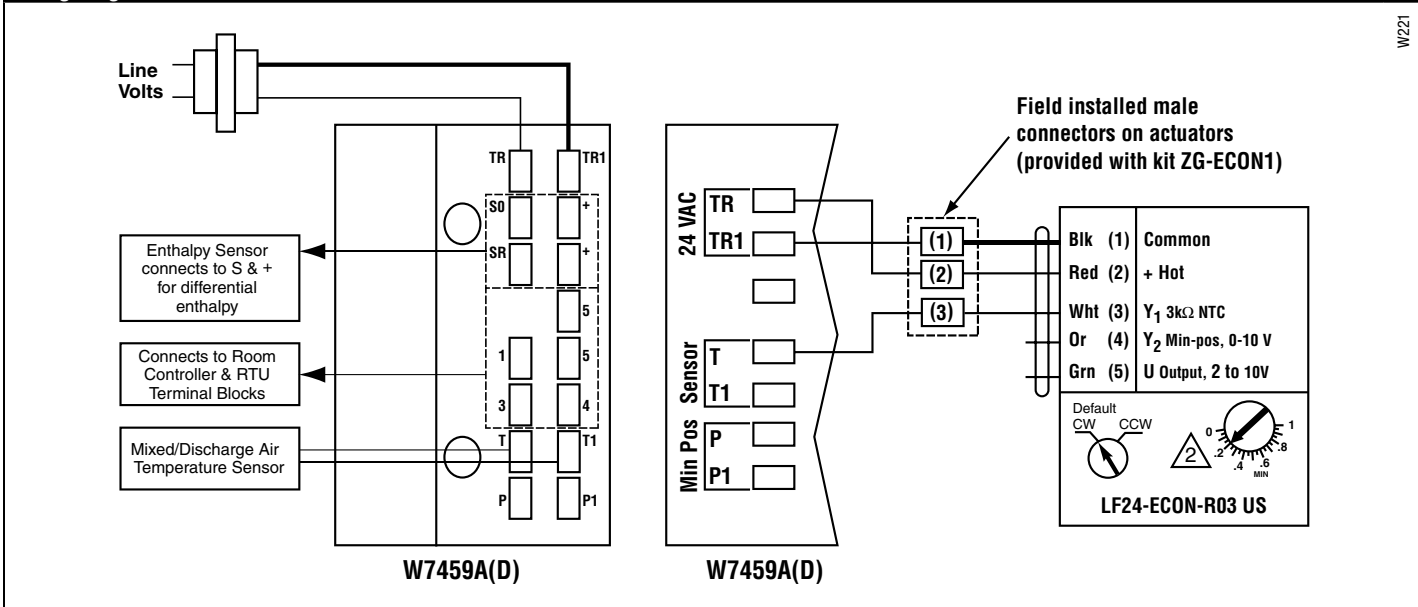 W221
Line
Volts
TR
TR1
S0
+
SR
+
5
1
5
3
4
T
T1
P
P1
Enthalpy Sensor
connects to S & +
for differential
enthalpy
Connects to Room
Controller & RTU
Terminal Blocks
Mixed/Discharge Air
Temperature Sensor
W7459A(D)
24 VAC
TR
TR1
Sensor
T
T1
Min Pos
P
P1
W7459A(D)
Field installed male
connectors on actuators
(provided with kit ZG-ECON1)
(1)
(2)
(3)
Blk (1) Common
Red (2) + Hot
Wht (3) Y1 3kΩ NTC
Or (4) Y2 Min-pos, 0-10 V
Grn (5) U Output, 2 to 10V
Default
CW
CCW
2
0
.2
.4
.6
.8
1
MIN
LF24-ECON-R03 US